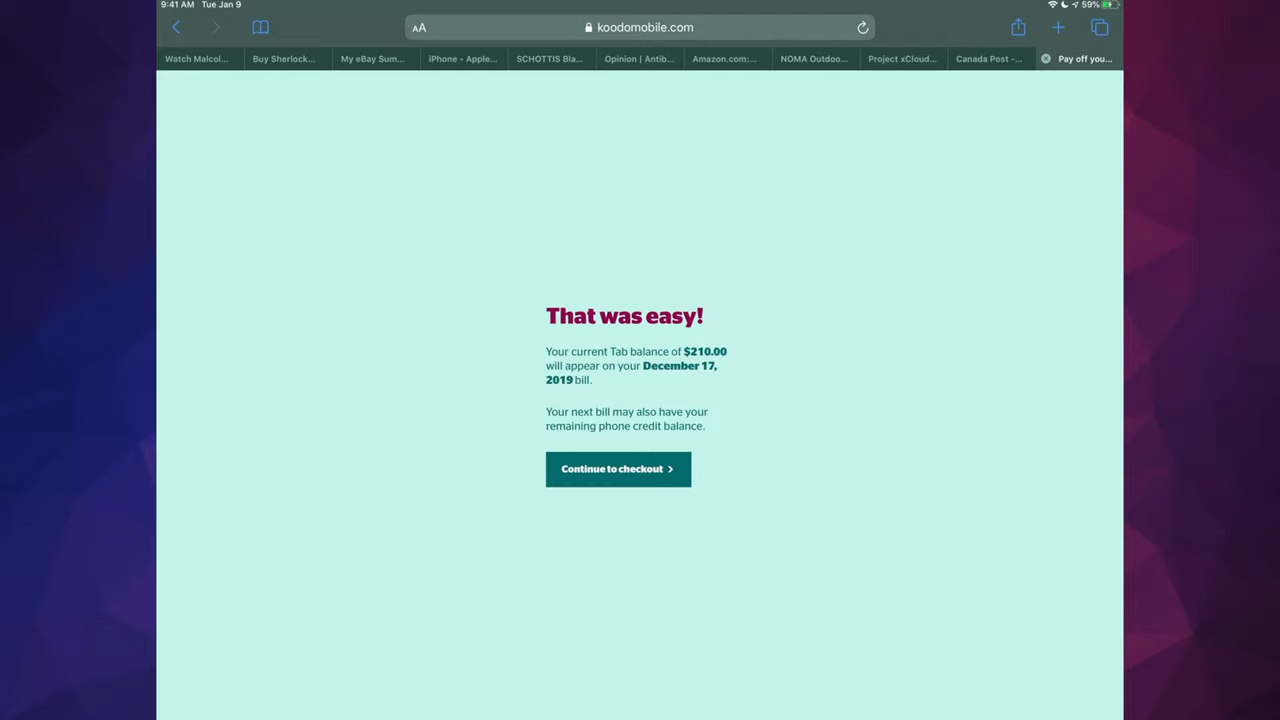 9:41 AM Tue Jan 9 59%
AA koodomobile.com
Watch Malcol... Buy Sherlock... My eBay Sum... iPhone - Apple... SCHOTTIS Bla... Opinion | Antib... Amazon.com:... NOMA Outdoo... Project xCloud... Canada Post -... Pay off you...
That was easy!
Your current Tab balance of $210.00
will appear on your December 17,
2019 bill.
Your next bill may also have your
remaining phone credit balance.
Continue to checkout >